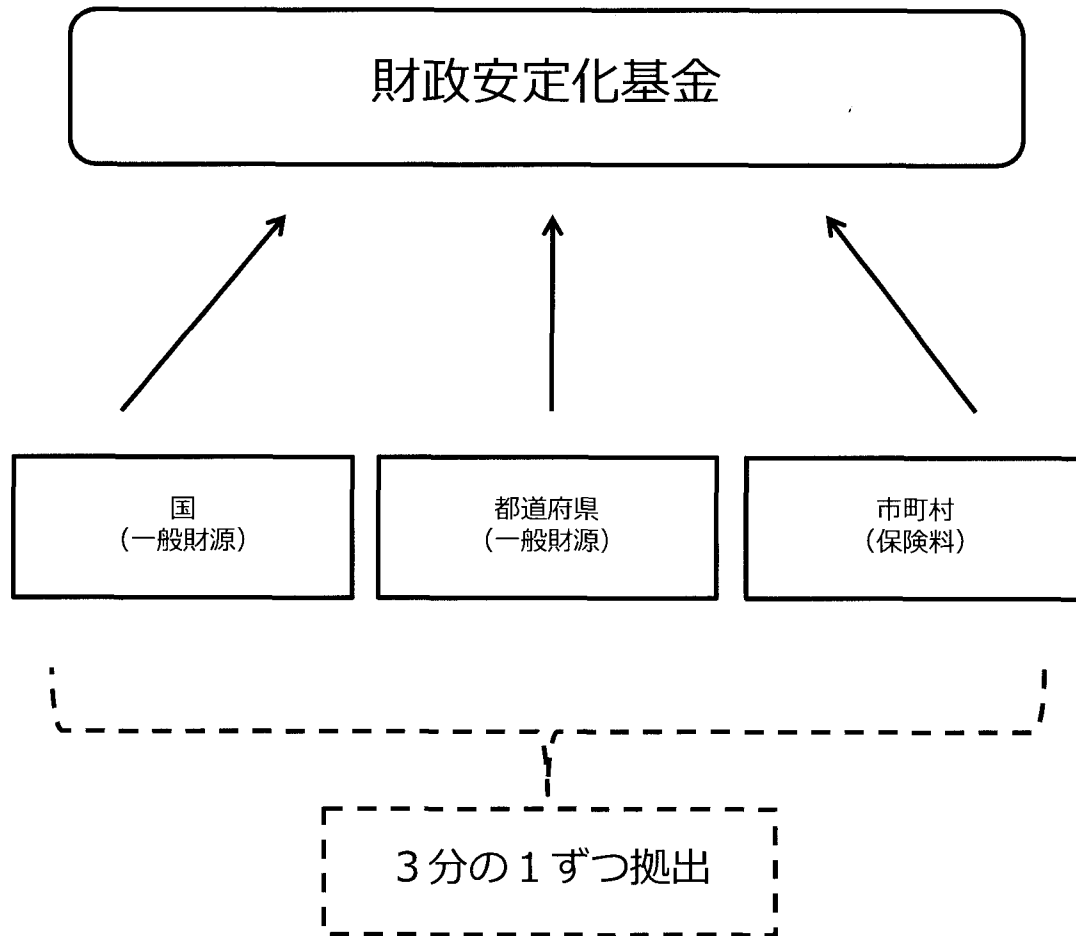 財政安定化基金
国
（一般財源）
都道府県
（一般財源）
市町村
（保険料）
３分の１ずつ拠出